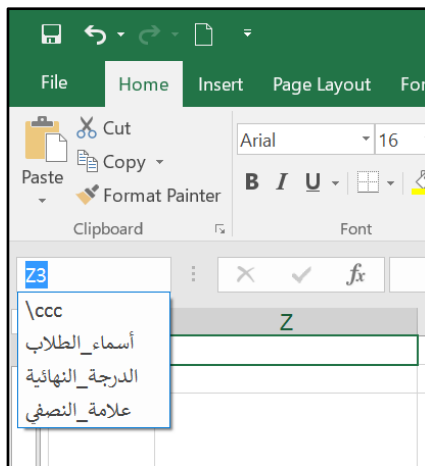 File Home Insert Page Layout Fo
Cut
Arial 16
Copy
Paste
B I U
Format Painter
Clipboard Font
Z3 fx
\ccc
Z
أسماء_الطلاب
الدرجة_النهائية
علامة_النصفي